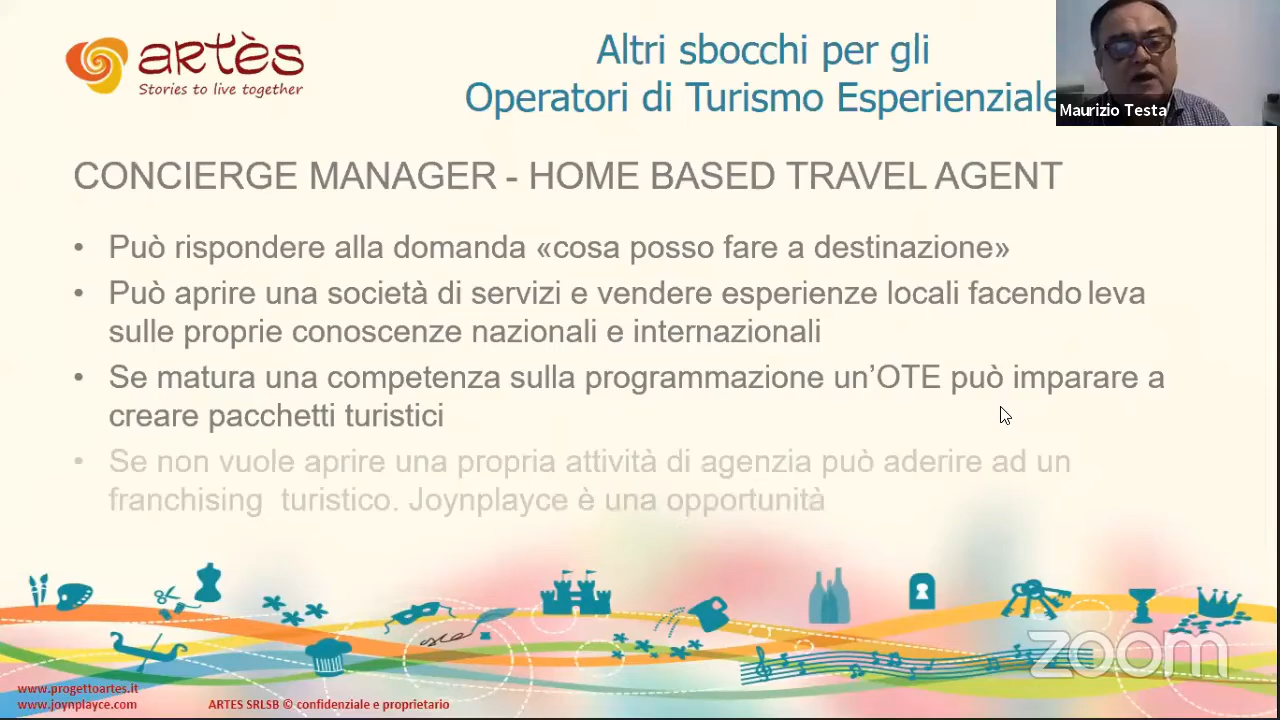 artès
Stories to live together
Altri sbocchi per gli
Operatori di Turismo Esperienziale
Maurizio Testa
CONCIERGE MANAGER - HOME BASED TRAVEL AGENT
• Può rispondere alla domanda «cosa posso fare a destinazione»
• Può aprire una società di servizi e vendere esperienze locali facendo leva
sulle proprie conoscenze nazionali e internazionali
• Se matura una competenza sulla programmazione un’OTE può imparare a
creare pacchetti turistici
• Se non vuole aprire una propria attività di agenzia può aderire ad un
franchising turistico. Joynplayce è una opportunità
zoom
www.progettoartes.it
www.joynplayce.com
ARTES SRLSB © confidenziale e proprietario